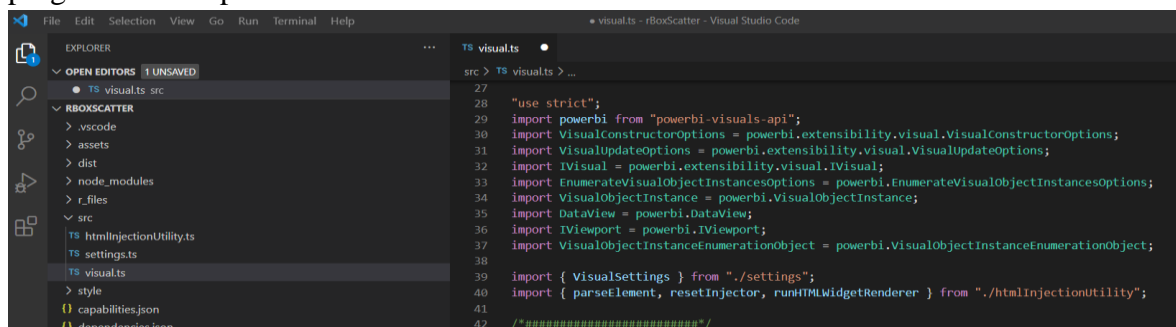 File Edit Selection View Go Run Terminal Help
● visual.ts - rBoxScatter - Visual Studio Code
EXPLORER
OPEN EDITORS 1 UNSAVED
● TS visual.ts src
RBOXSCATTER
> .vscode
> assets
> dist
> node_modules
> r_files
src
TS htmlInjectionUtility.ts
TS settings.ts
TS visual.ts
> style
{} capabilities.json
TS visual.ts ●
src > TS visual.ts > ...
27
28 "use strict";
29 import powerbi from "powerbi-visuals-api";
30 import VisualConstructorOptions = powerbi.extensibility.visual.VisualConstructorOptions;
31 import VisualUpdateOptions = powerbi.extensibility.visual.VisualUpdateOptions;
32 import IVisual = powerbi.extensibility.visual.IVisual;
33 import EnumerateVisualObjectInstancesOptions = powerbi.EnumerateVisualObjectInstancesOptions;
34 import VisualObjectInstance = powerbi.VisualObjectInstance;
35 import DataView = powerbi.DataView;
36 import IViewport = powerbi.IViewport;
37 import VisualObjectInstanceEnumerationObject = powerbi.VisualObjectInstanceEnumerationObject;
38
39 import { VisualSettings } from "./settings";
40 import { parseElement, resetInjector, runHTMLWidgetRenderer } from "./htmlInjectionUtility";
41
42